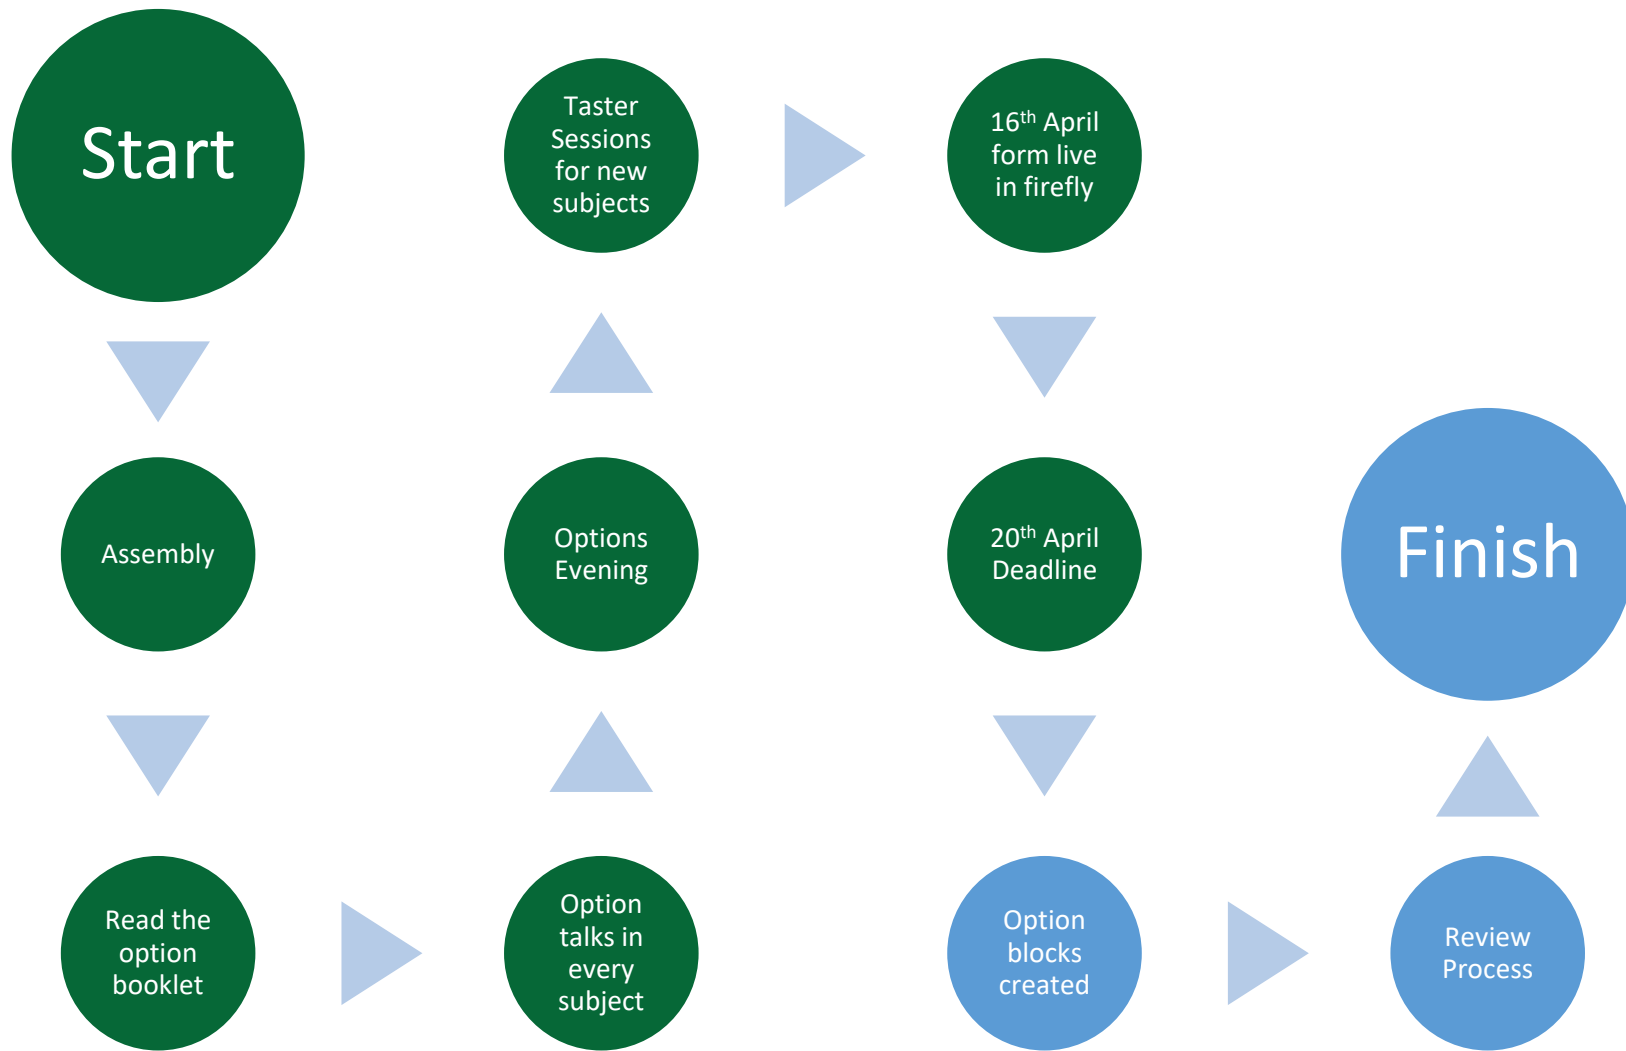 Start
Assembly
Read the
option
booklet
Option
talks in
every
subject
Options
Evening
Taster
Sessions
for new
subjects
16th April
form live
in firefly
20th April
Deadline
Option
blocks
created
Review
Process
Finish